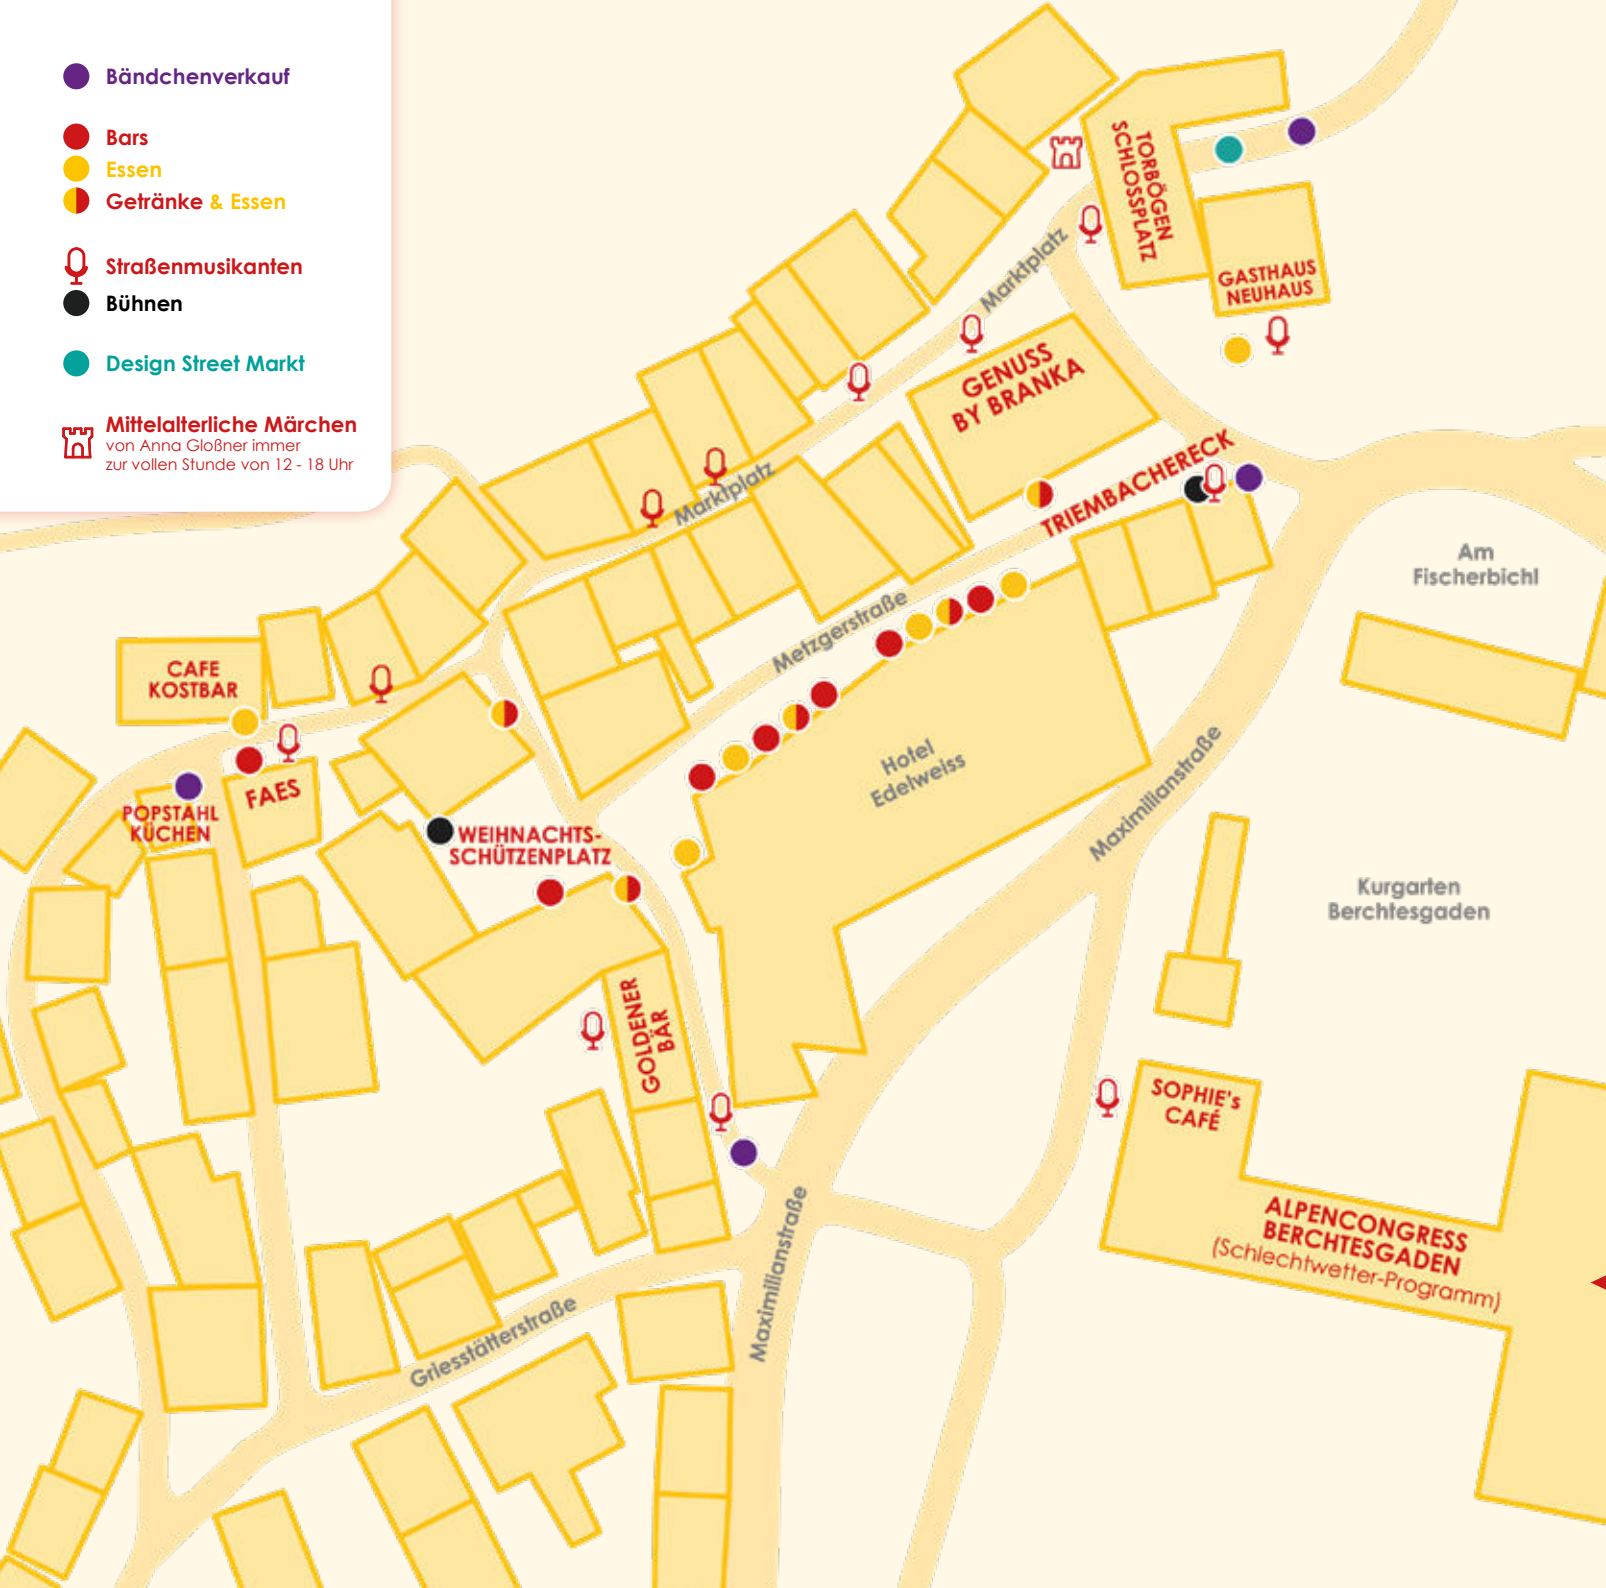 Bändchenverkauf
Bars
Essen
Getränke & Essen
Straßenmusikanten
Bühnen
Design Street Markt
Mittelalterliche Märchen
von Anna Gloßner immer
zur vollen Stunde von 12 - 18 Uhr
TORBÖGEN
SCHLOSSPLATZ
GASTHAUS
NEUHAUS
Marktplatz
GENUSS
BY BRANKA
TRIEMBACHERECK
Marktplatz
Am
Fischerbichl
Metzgerstraße
CAFE
KOSTBAR
Hotel
Edelweiss
FAES
POPSTAHL
KÜCHEN
WEIHNACHTS-
SCHÜTZENPLATZ
Maximilianstraße
Kurgarten
Berchtesgaden
GOLDENER
BÄR
SOPHIE's
CAFÉ
ALPENCONGRESS
BERCHTESGADEN
(Schlechtwetter-Programm)
Maximilianstraße
Griesstätterstraße